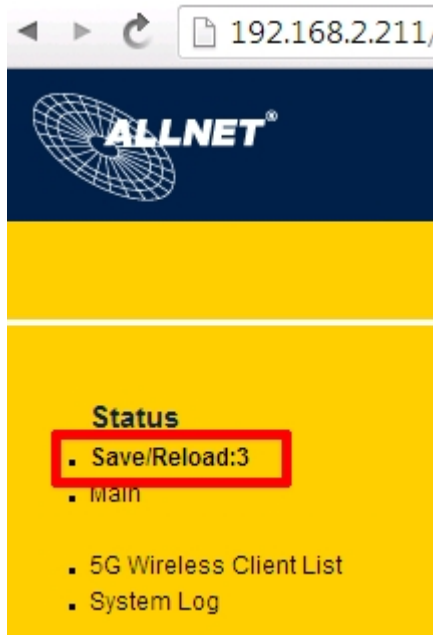 192.168.2.211/
ALLNET®
Status
Save/Reload:3
Main
5G Wireless Client List
System Log